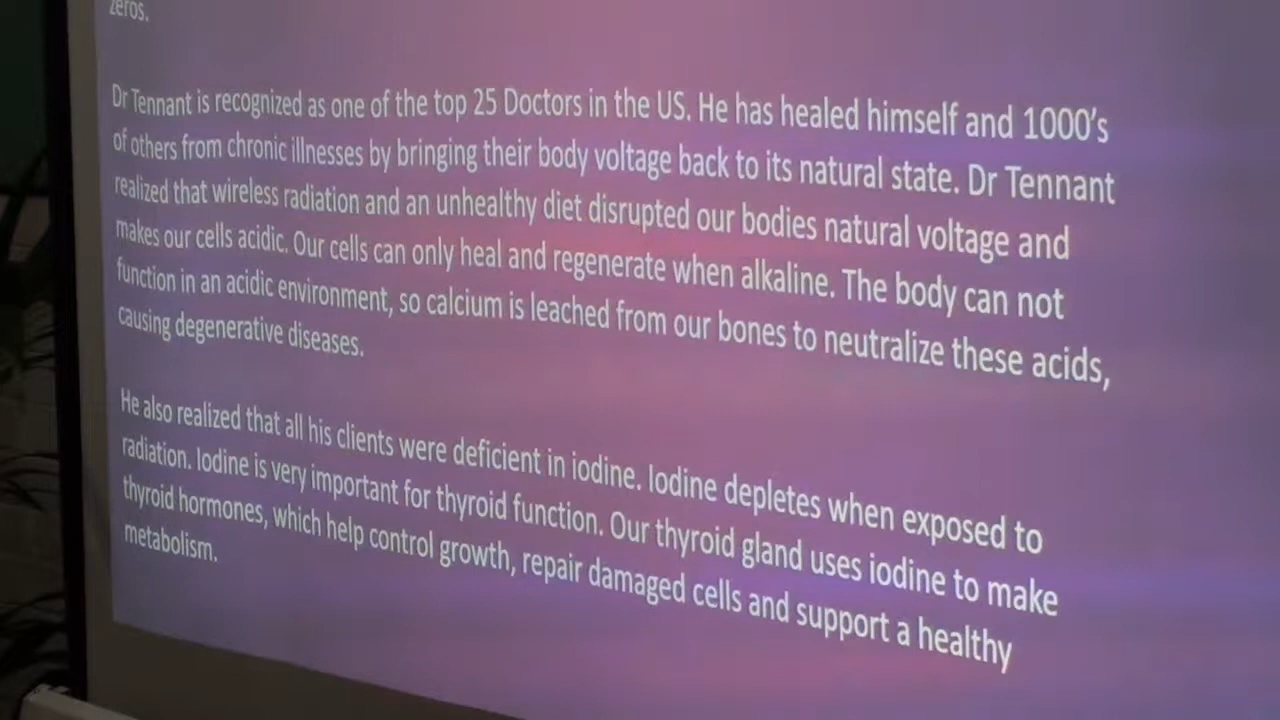 zeros.
Dr Tennant is recognized as one of the top 25 Doctors in the US. He has healed himself and 1000's
of others from chronic illnesses by bringing their body voltage back to its natural state. Dr Tennant
realized that wireless radiation and an unhealthy diet disrupted our bodies natural voltage and
makes our cells acidic. Our cells can only heal and regenerate when alkaline. The body can not
function in an acidic environment, so calcium is leached from our bones to neutralize these acids,
causing degenerative diseases.
He also realized that all his clients were deficient in iodine. Iodine depletes when exposed to
radiation. Iodine is very important for thyroid function. Our thyroid gland uses iodine to make
thyroid hormones, which help control growth, repair damaged cells and support a healthy
metabolism.